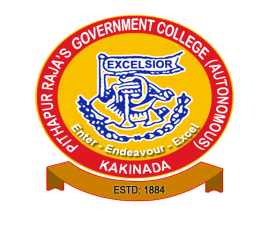 PITHAPUR RAJA'S GOVERNMENT COLLEGE (AUTONOMOUS)
EXCELSIOR
Enter - Endeavour - Excel
KAKINADA
ESTD: 1884